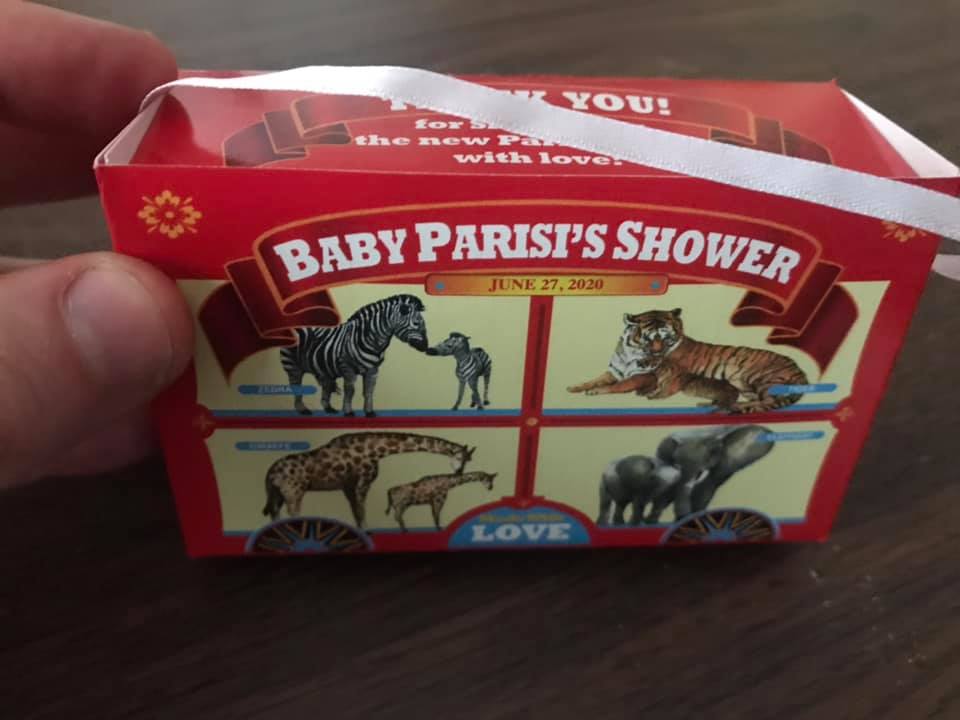 YOU!
for
the new
with love!
BABY PARISI'S SHOWER
JUNE 27, 2020
ZEBRA
TIGER
GIRAFFE
ELEPHANT
LOVE